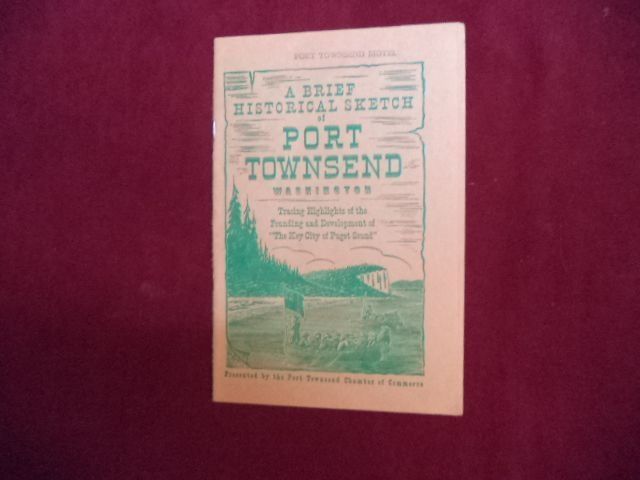 PORT TOWNSEND MOTEL
A BRIEF
HISTORICAL SKETCH
of
PORT
TOWNSEND
WASHINGTON
Tracing Highlights of the
Founding and Development of
"The Key City of Puget Sound"
Presented by the Port Townsend Chamber of Commerce